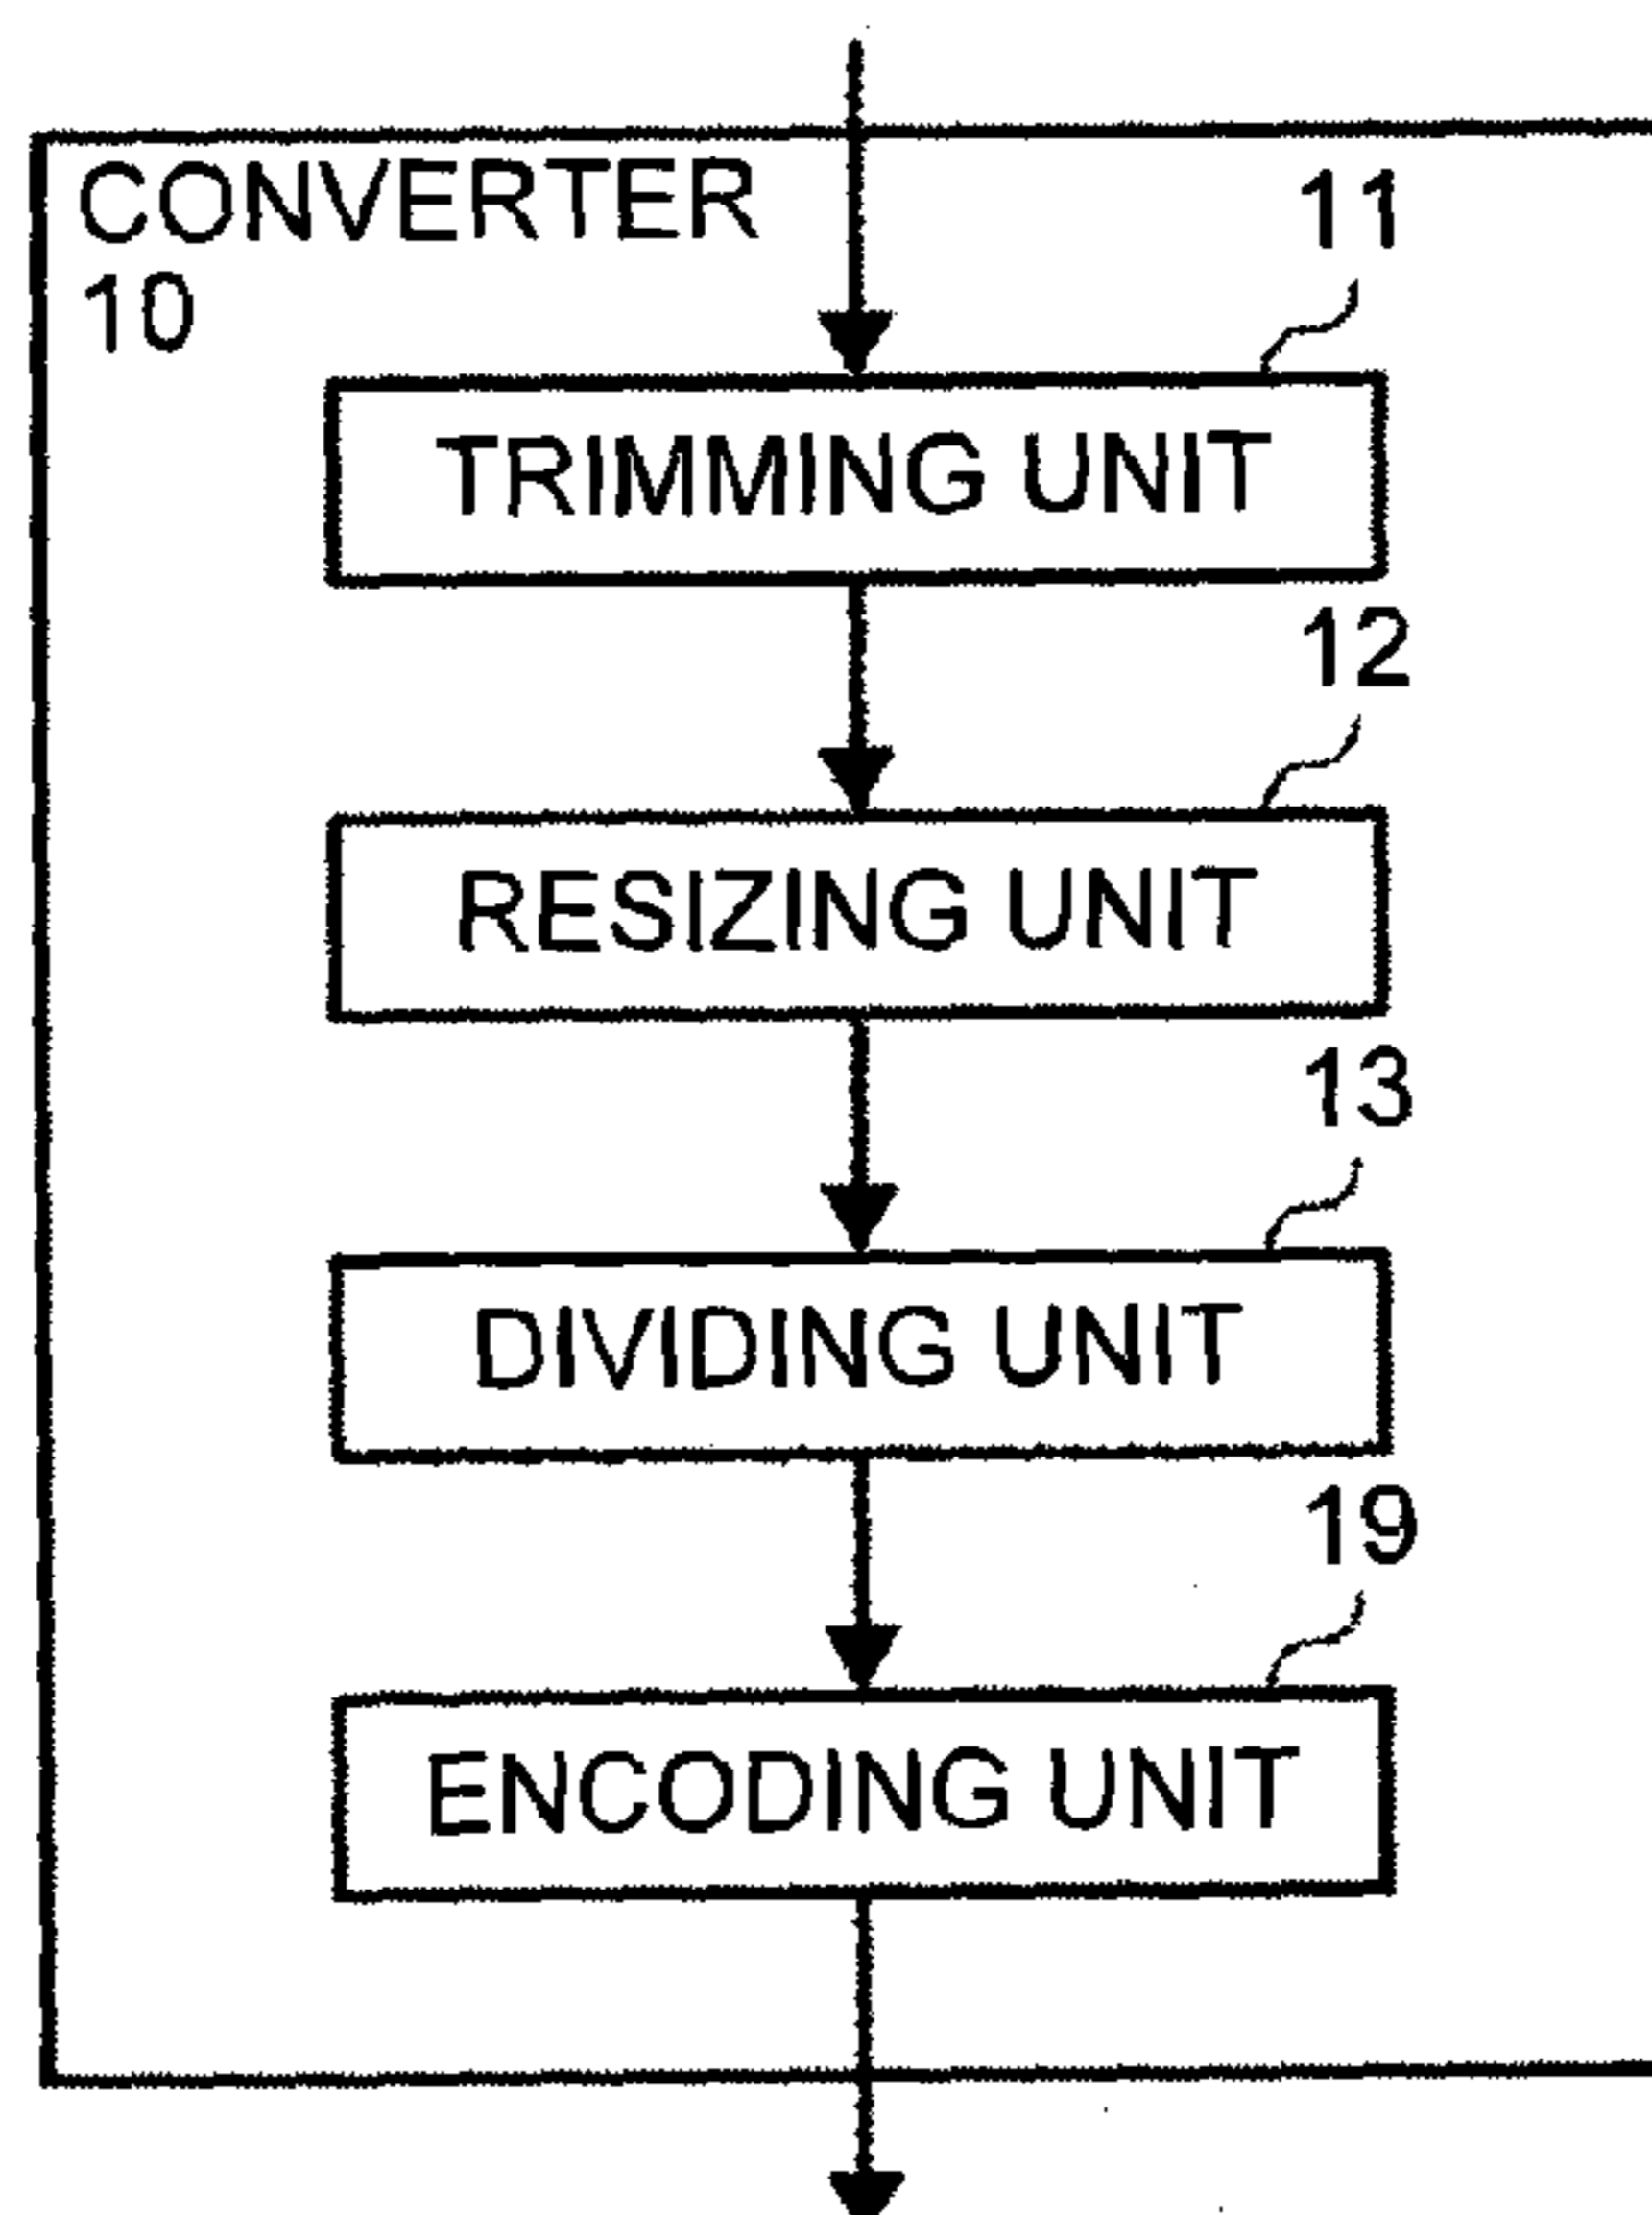 CONVERTER
10
11
TRIMMING UNIT
12
RESIZING UNIT
13
DIVIDING UNIT
19
ENCODING UNIT